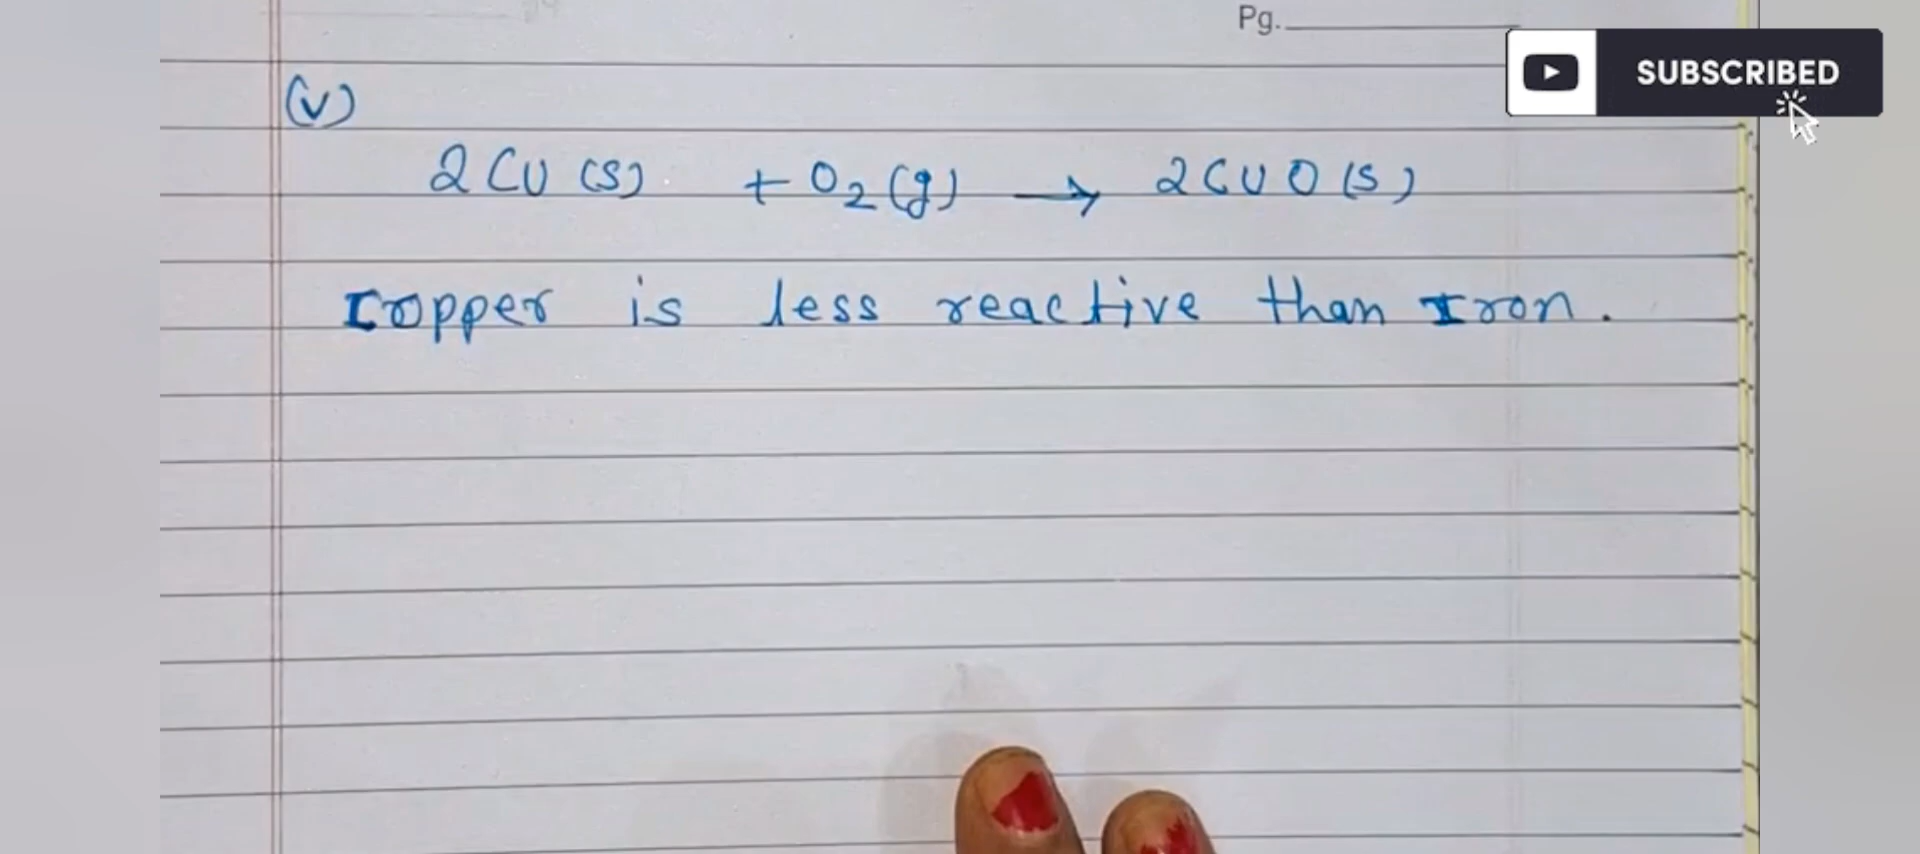 Pg.
SUBSCRIBED
(v)
2CU (S) + O2 (g) → 2CUO(S)
Copper is less reactive than Iron.